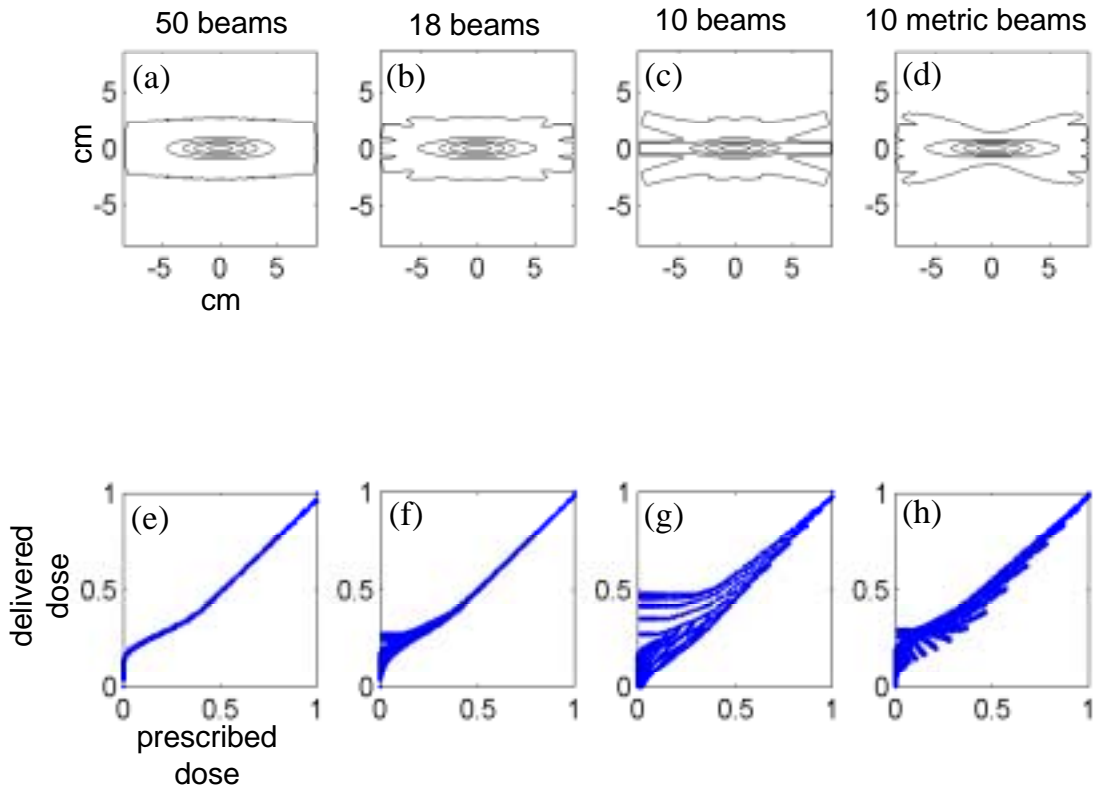 50 beams 18 beams 10 beams 10 metric beams
(a) (b) (c) (d)
5 5 5 5
cm 0 0 0 0
-5 -5 -5 -5
-5 0 5 -5 0 5 -5 0 5 -5 0 5
cm
1 1 1 1
(e) (f) (g) (h)
delivered
dose
0.5 0.5 0.5 0.5
0 0 0 0
0 0.5 1 0 0.5 1 0 0.5 1 0 0.5 1
prescribed
dose